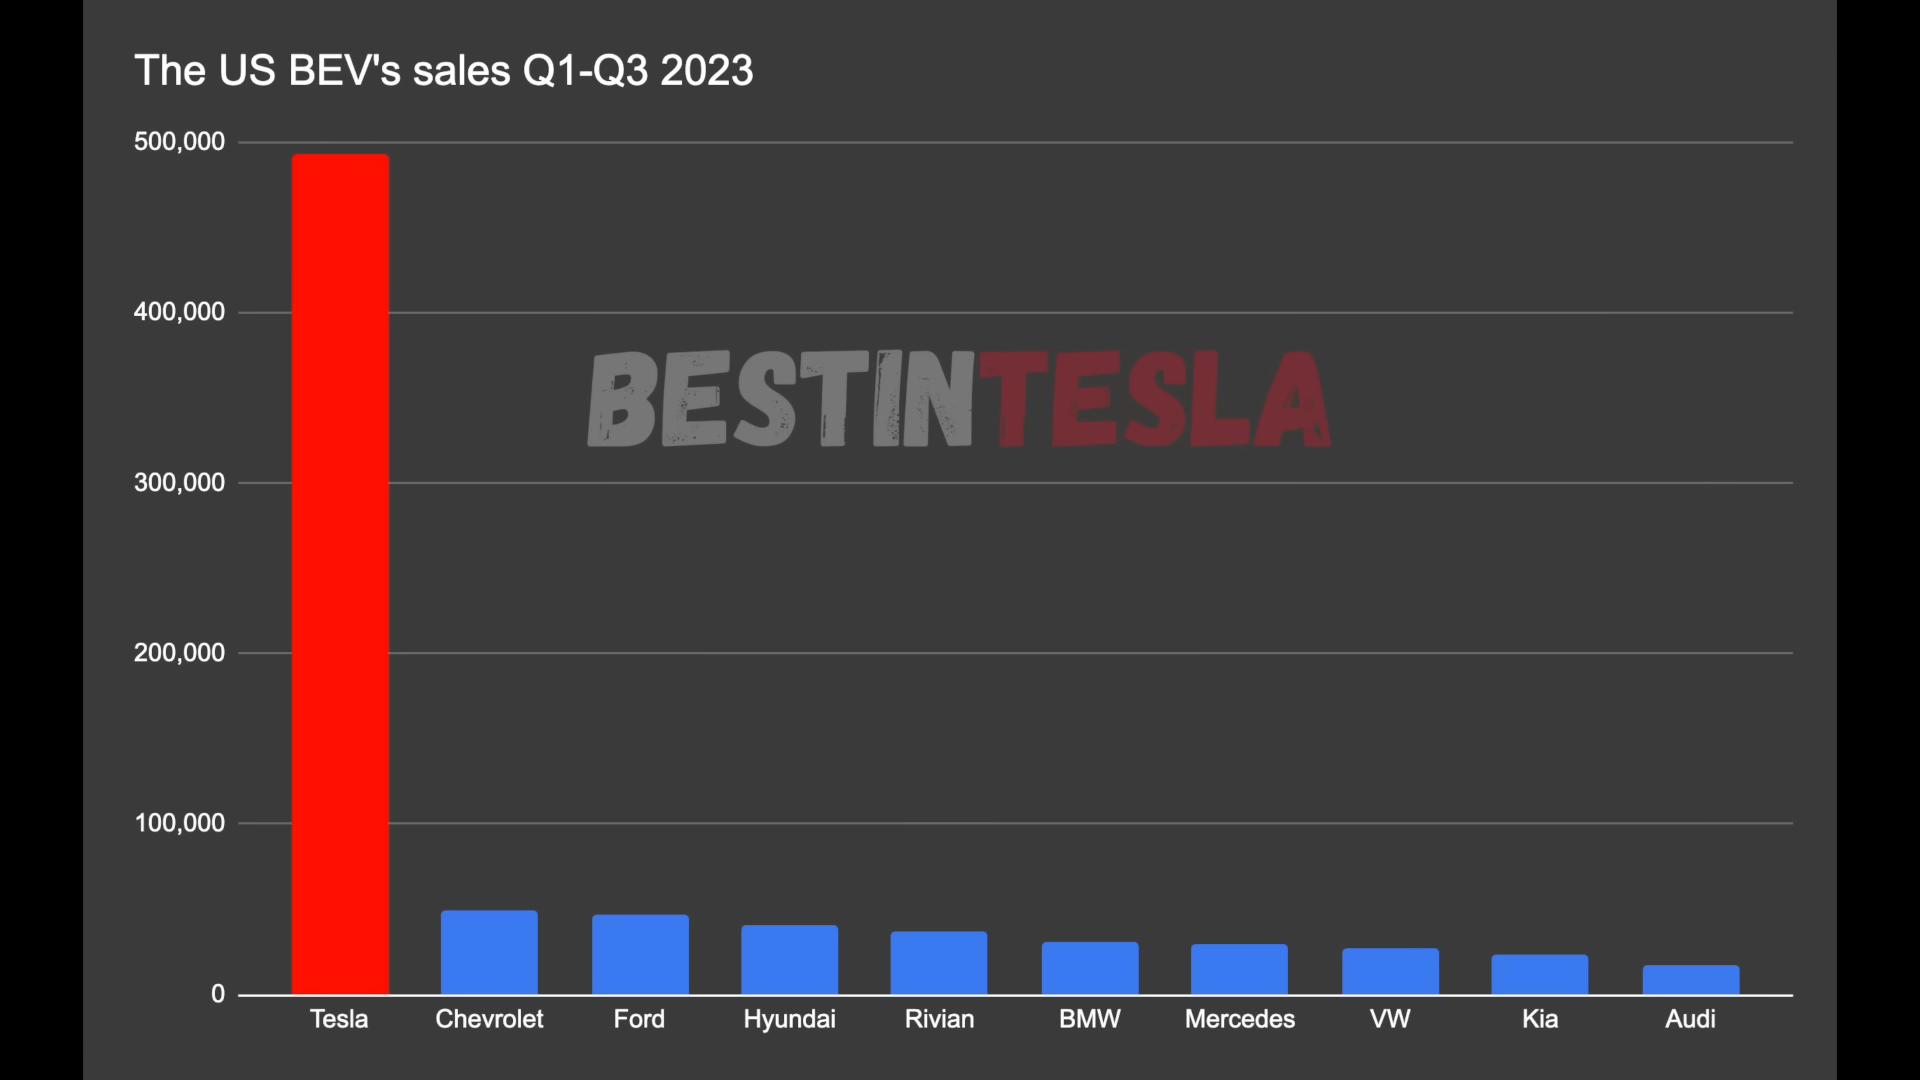 The US BEV's sales Q1-Q3 2023
500,000
400,000
BESTINTESLA
300,000
200,000
100,000
0
Tesla Chevrolet Ford Hyundai Rivian BMW Mercedes VW Kia Audi